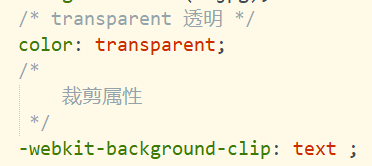 /* transparent 透明 */
color: transparent;
/*
裁剪属性
*/
-webkit-background-clip: text ;